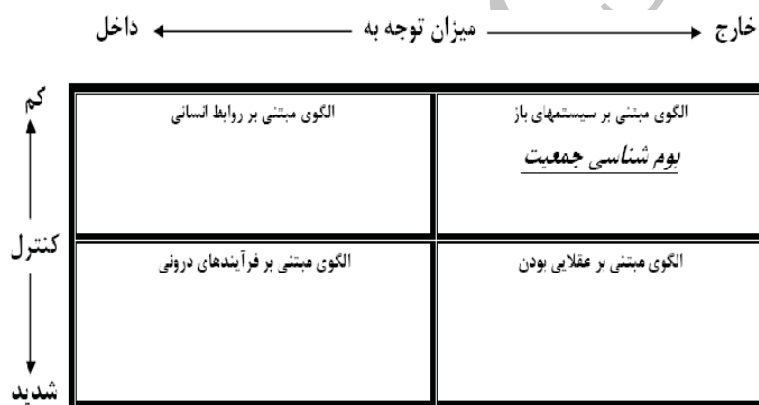 خارج میزان توجه به داخل
کم
الگوی مبتنی بر سیستمهای باز
بوم شناسی جمعیت
الگوی مبتنی بر روابط انسانی
کنترل
الگوی مبتنی بر عقلایی بودن
الگوی مبتنی بر فرآیندهای درونی
شدید